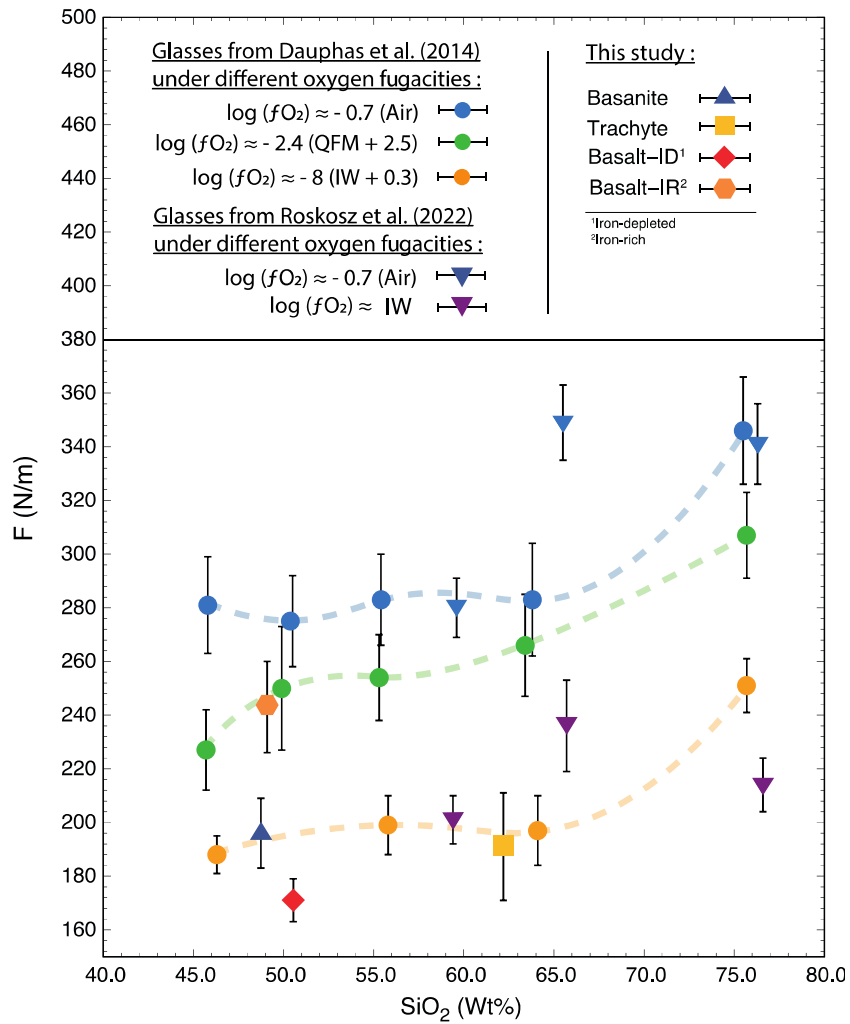 Glasses from Dauphas et al. (2014)
under different oxygen fugacities :
log (ƒO₂) ≈ - 0.7 (Air)
log (ƒO₂) ≈ - 2.4 (QFM + 2.5)
log (ƒO₂) ≈ - 8 (IW + 0.3)
Glasses from Roskosz et al. (2022)
under different oxygen fugacities :
log (ƒO₂) ≈ - 0.7 (Air)
log (ƒO₂) ≈ IW
This study :
Basanite
Trachyte
Basalt–ID¹
Basalt–IR²
¹Iron-depleted
²Iron-rich
F (N/m)
500
480
460
440
420
400
380
360
340
320
300
280
260
240
220
200
180
160
40.0 45.0 50.0 55.0 60.0 65.0 70.0 75.0 80.0
SiO₂ (Wt%)